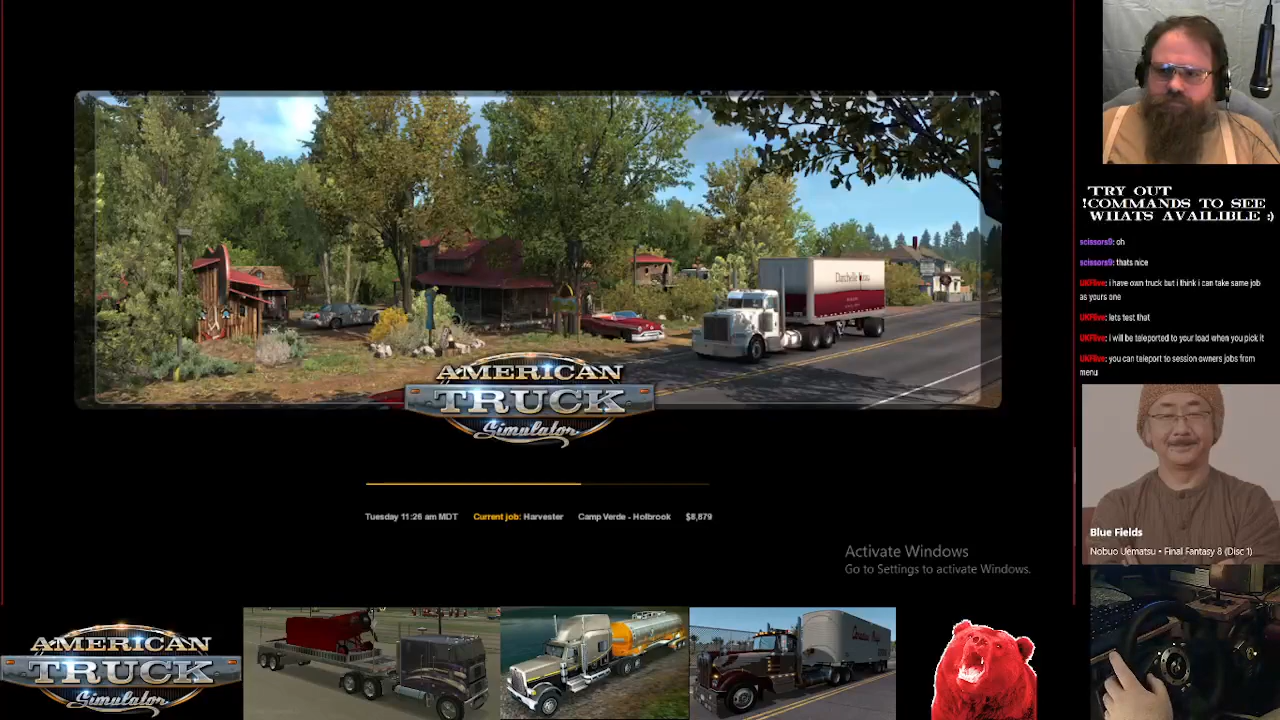 TRY OUT
!COMMANDS TO SEE
WHATS AVAILIBLE :)
scissors9: oh
scissors9: thats nice
UKFlive: i have own truck but i think i can take same job
as yours one
UKFlive: lets test that
UKFlive: i will be teleported to your load when you pick it
UKFlive: you can teleport to session owners jobs from
menu
AMERICAN
TRUCK
Simulator
Tuesday 11:26 am MDT Current job: Harvester Camp Verde - Holbrook $8,879
Activate Windows
Go to Settings to activate Windows.
Blue Fields
Nobuo Uematsu • Final Fantasy 8 (Disc 1)
AMERICAN
TRUCK
Simulator